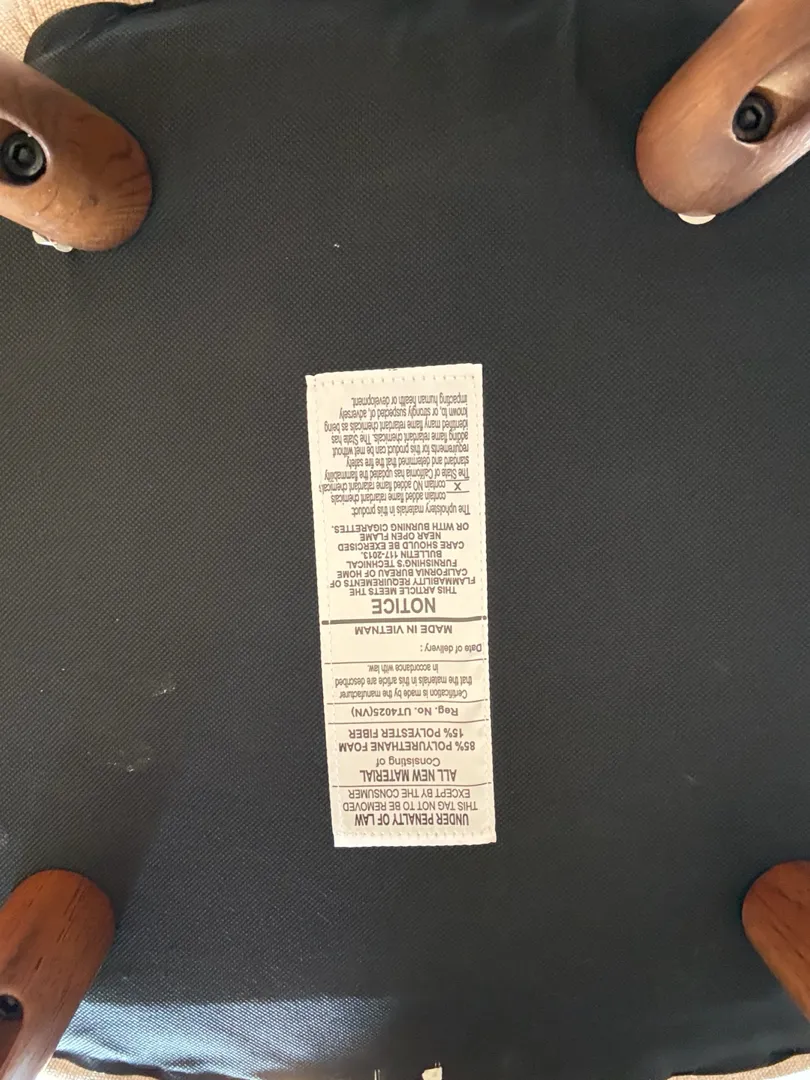 UNDER PENALTY OF LAW
THIS TAG NOT TO BE REMOVED
EXCEPT BY THE CONSUMER
ALL NEW MATERIAL
Consisting of
85% POLYURETHANE FOAM
15% POLYESTER FIBER
Reg. No. UT4025(VN)
Certification is made by the manufacturer
that the materials in this article are described
in accordance with law.
Date of delivery :
MADE IN VIETNAM
NOTICE
THIS ARTICLE MEETS THE
FLAMMABILITY REQUIREMENTS OF
CALIFORNIA BUREAU OF HOME
FURNISHING'S TECHNICAL
BULLETIN 117-2013.
CARE SHOULD BE EXERCISED
NEAR OPEN FLAME
OR WITH BURNING CIGARETTES.
The upholstery materials in this product:
contain added flame retardant chemicals
X contain NO added flame retardant chemicals
The State of California has updated the flammability
standard and determined that the fire safety
requirements for this product can be met without
adding flame retardant chemicals. The State has
identified many flame retardant chemicals as being
known to, or strongly suspected of, adversely
impacting human health or development.